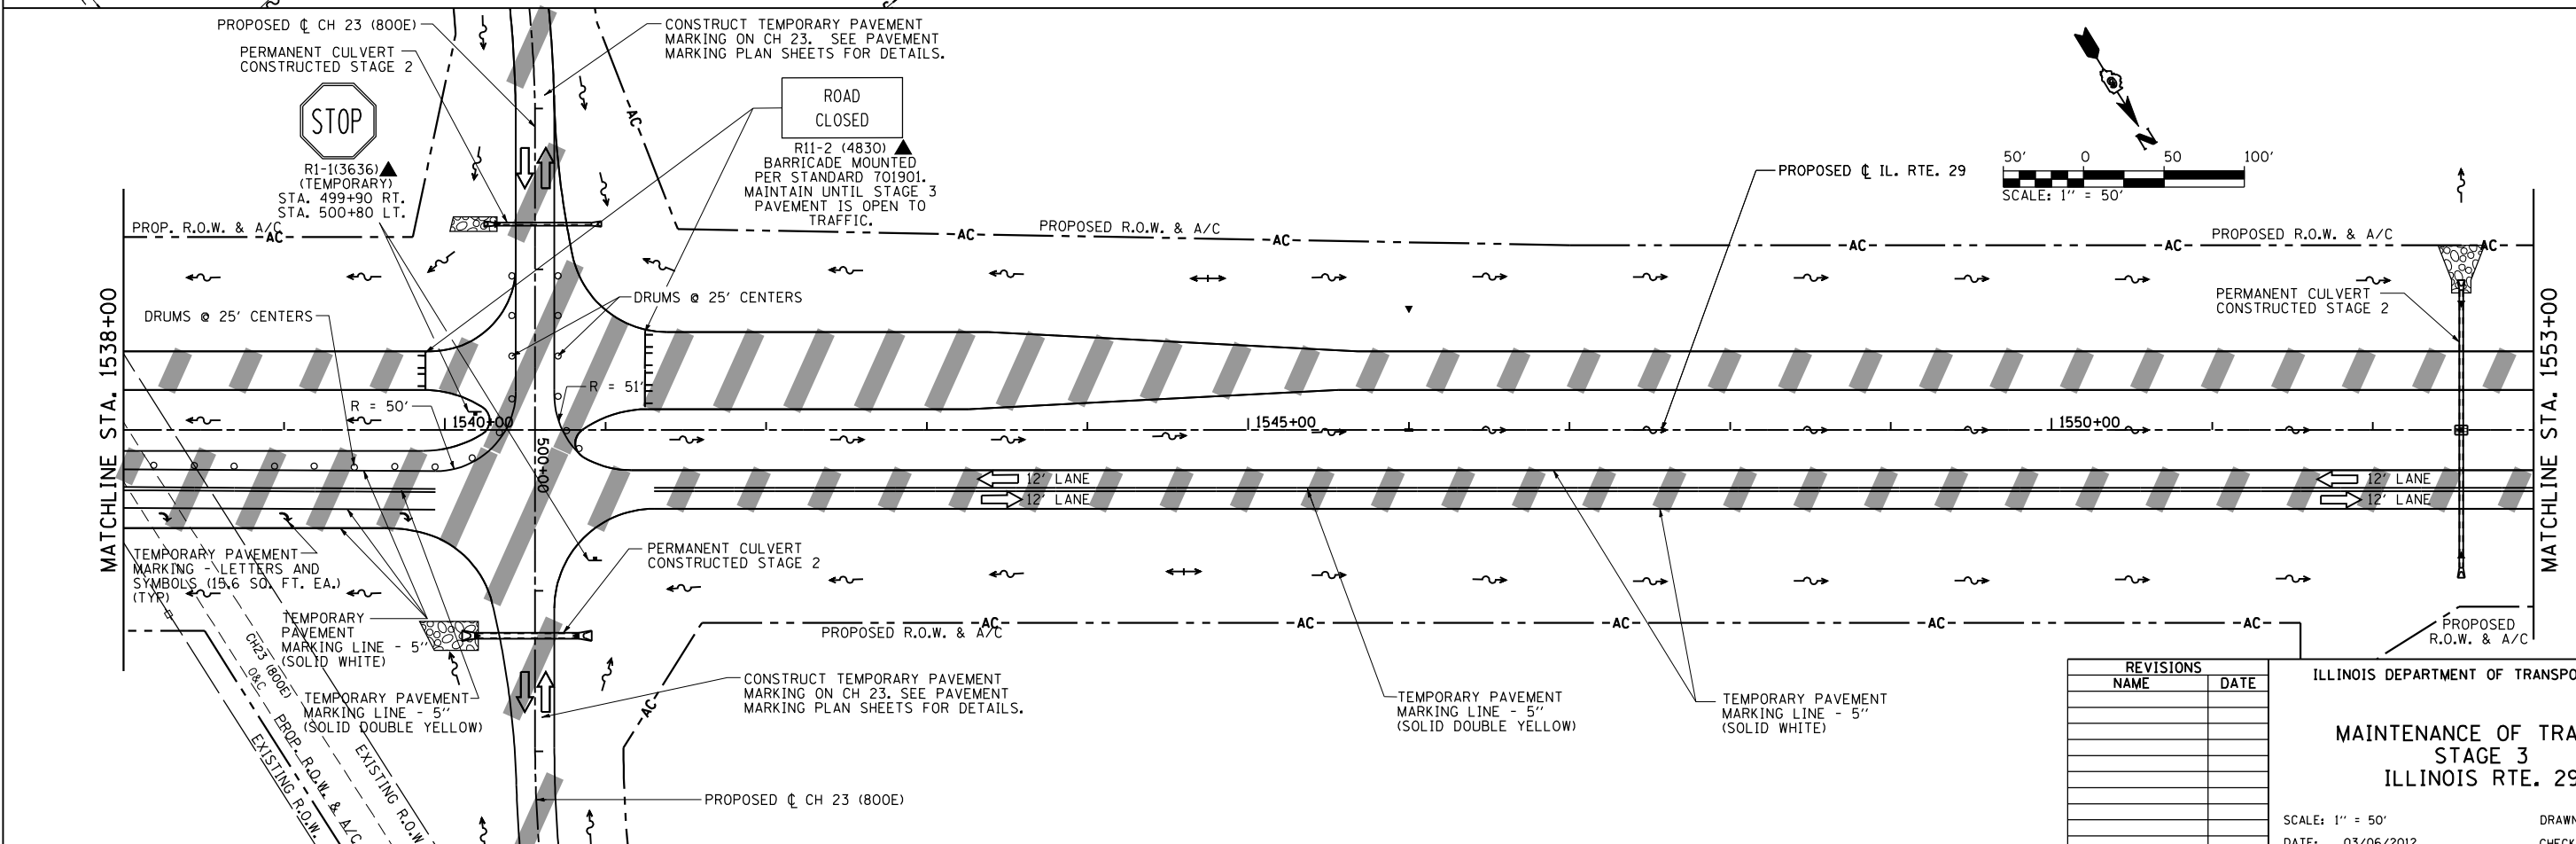 PROPOSED ℄ CH 23 (800E)
PERMANENT CULVERT
CONSTRUCTED STAGE 2
STOP
R1-1(3636)
(TEMPORARY)
STA. 499+90 RT.
STA. 500+80 LT.
CONSTRUCT TEMPORARY PAVEMENT
MARKING ON CH 23. SEE PAVEMENT
MARKING PLAN SHEETS FOR DETAILS.
ROAD
CLOSED
R11-2 (4830)
BARRICADE MOUNTED
PER STANDARD 701901.
MAINTAIN UNTIL STAGE 3
PAVEMENT IS OPEN TO
TRAFFIC.
AC
PROPOSED ℄ IL. RTE. 29
N
50' 0 50 100'
SCALE: 1'' = 50'
PROP. R.O.W. & A/C
AC
AC
PROPOSED R.O.W. & A/C
AC
AC
AC
PROPOSED R.O.W. & A/C
AC
MATCHLINE STA. 1538+00
DRUMS @ 25' CENTERS
DRUMS @ 25' CENTERS
PERMANENT CULVERT
CONSTRUCTED STAGE 2
MATCHLINE STA. 1553+00
R = 50'
R = 51'
1540+00
500+00
1545+00
1550+00
12' LANE
12' LANE
12' LANE
12' LANE
TEMPORARY PAVEMENT
MARKING - LETTERS AND
SYMBOLS (15.6 SQ. FT. EA.)
(TYP)
PERMANENT CULVERT
CONSTRUCTED STAGE 2
TEMPORARY
PAVEMENT
MARKING LINE - 5''
(SOLID WHITE)
TEMPORARY PAVEMENT
MARKING LINE - 5''
(SOLID DOUBLE YELLOW)
AC
PROPOSED R.O.W. & A/C
AC
AC
AC
AC
AC
PROPOSED
R.O.W. & A/C
CONSTRUCT TEMPORARY PAVEMENT
MARKING ON CH 23. SEE PAVEMENT
MARKING PLAN SHEETS FOR DETAILS.
TEMPORARY PAVEMENT
MARKING LINE - 5''
(SOLID DOUBLE YELLOW)
TEMPORARY PAVEMENT
MARKING LINE - 5''
(SOLID WHITE)
CH23 (800E)
EXISTING R.O.W.
PROP. R.O.W. & A/C
EXISTING R.O.W.
PROPOSED ℄ CH 23 (800E)
REVISIONS
NAME DATE
ILLINOIS DEPARTMENT OF TRANSPO
MAINTENANCE OF TRA
STAGE 3
ILLINOIS RTE. 29
SCALE: 1'' = 50'
DRAWN
DATE: 03/06/2012
CHECK